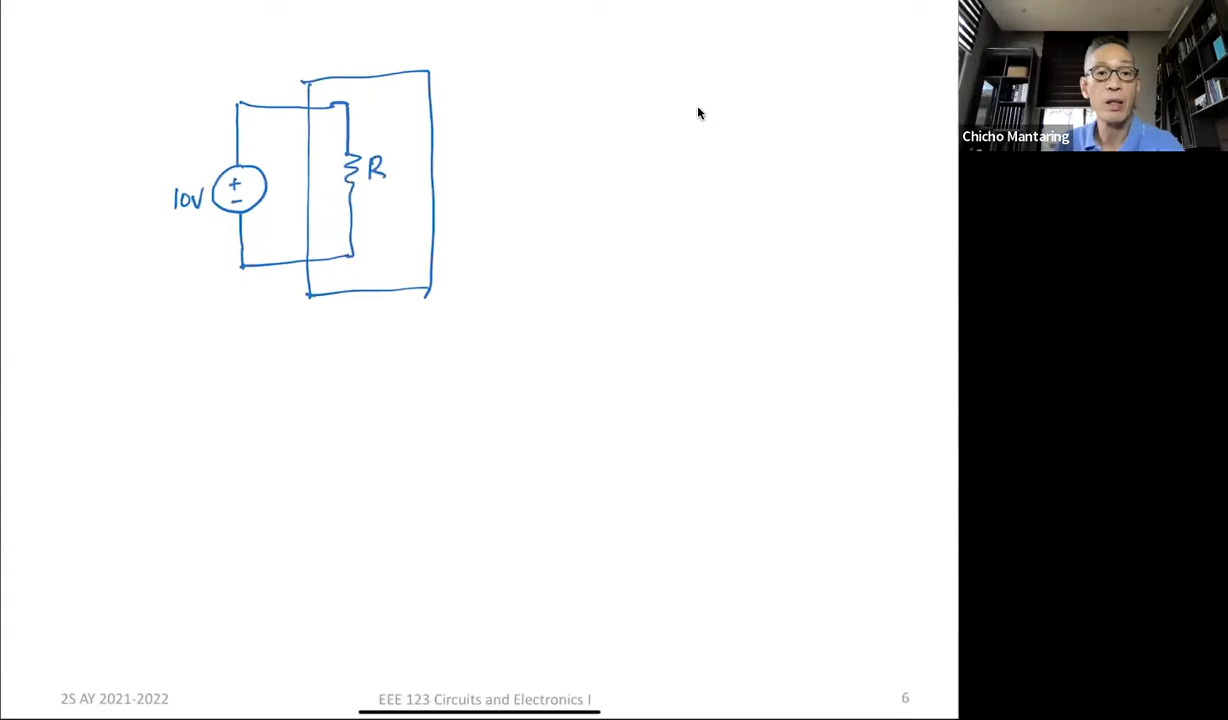 10V
+
-
R
Chicho Mantaring
2S AY 2021-2022
EEE 123 Circuits and Electronics I
6